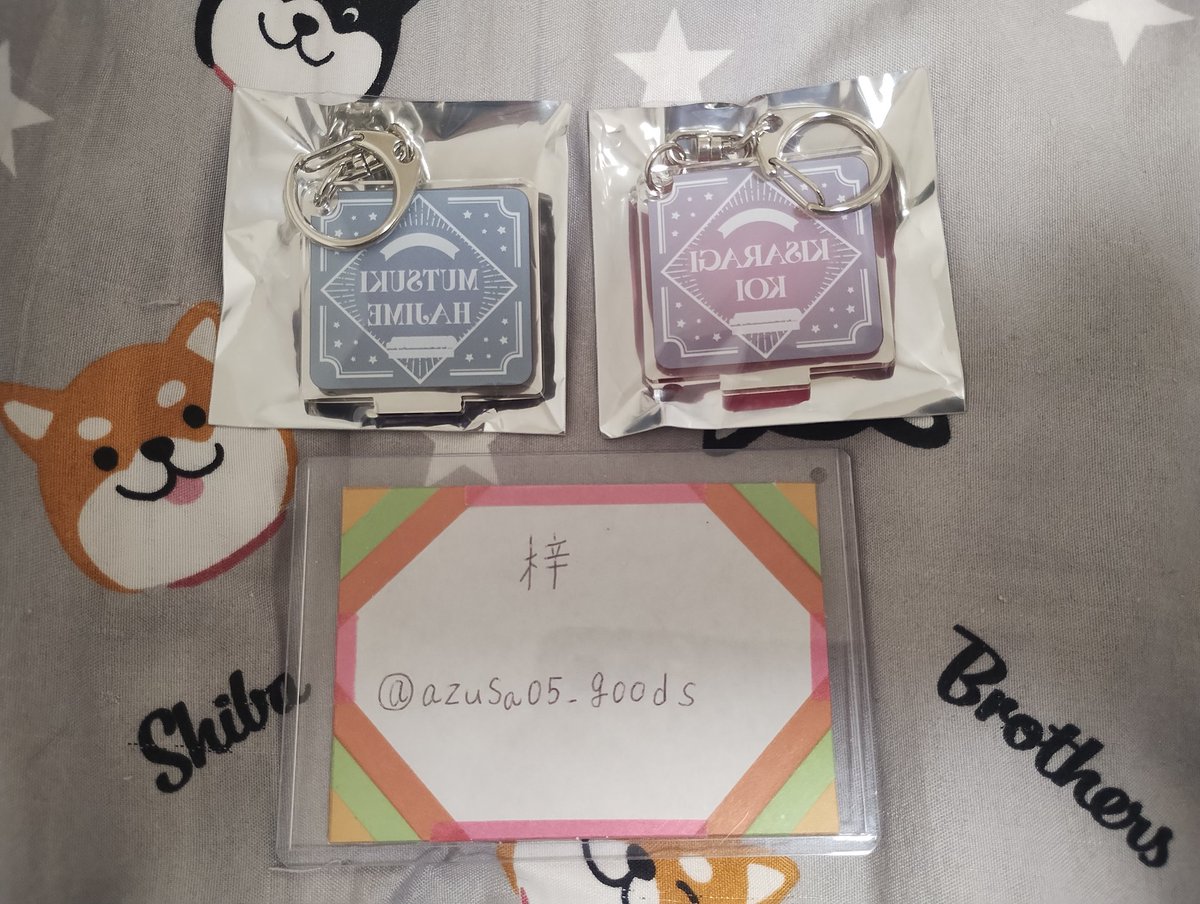 MUTSUKI
HAJIME
KISARAGI
KOI
梓
@azusa05_goods
Shiba
Brothers